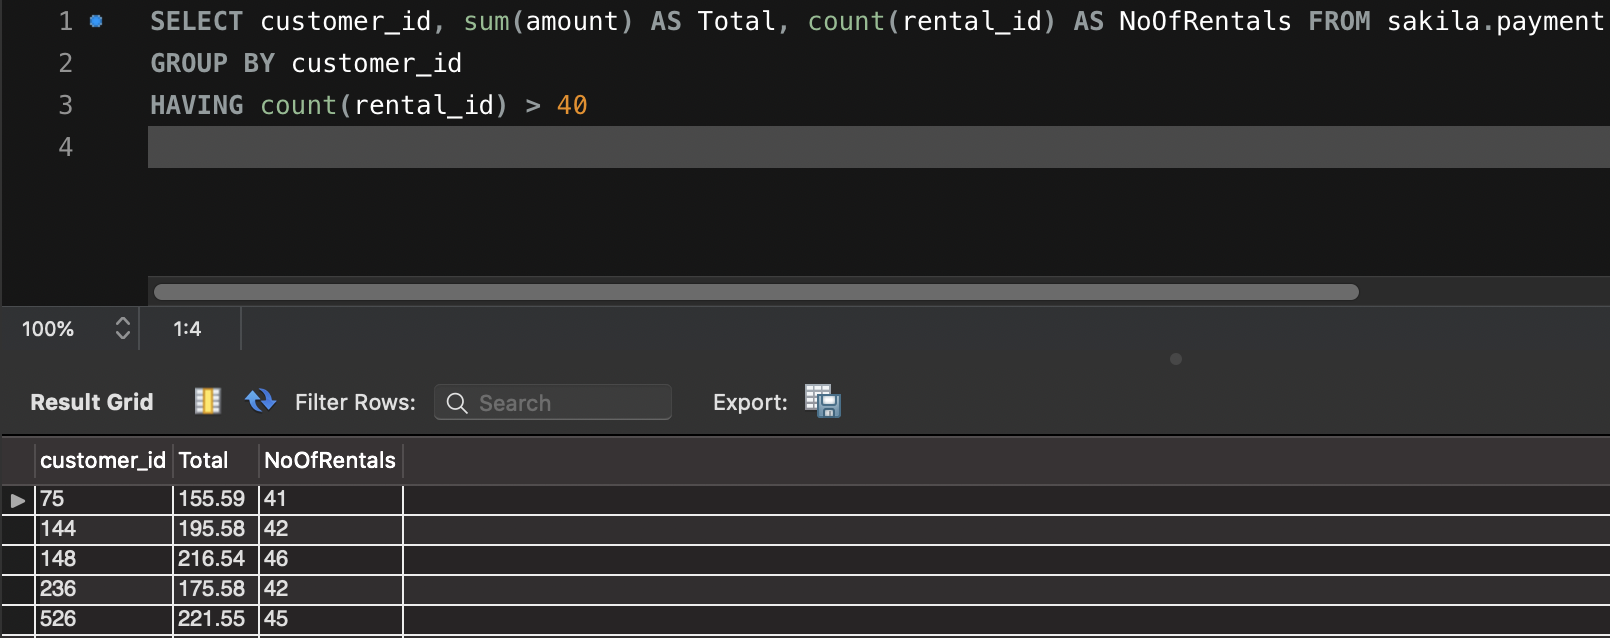 1 SELECT customer_id, sum(amount) AS Total, count(rental_id) AS NoOfRentals FROM sakila.payment
2 GROUP BY customer_id
3 HAVING count(rental_id) > 40
4
100% 1:4
Result Grid Filter Rows: Search Export:
customer_id Total NoOfRentals
75 155.59 41
144 195.58 42
148 216.54 46
236 175.58 42
526 221.55 45